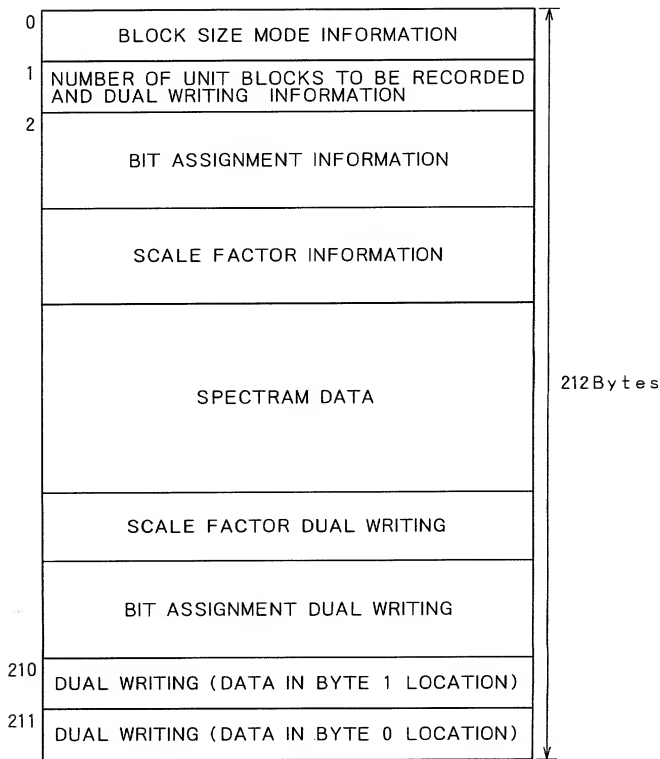 0
BLOCK SIZE MODE INFORMATION
1
NUMBER OF UNIT BLOCKS TO BE RECORDED
AND DUAL WRITING INFORMATION
2
BIT ASSIGNMENT INFORMATION
SCALE FACTOR INFORMATION
SPECTRAM DATA
212Bytes
SCALE FACTOR DUAL WRITING
BIT ASSIGNMENT DUAL WRITING
210
DUAL WRITING (DATA IN BYTE 1 LOCATION)
211
DUAL WRITING (DATA IN BYTE 0 LOCATION)